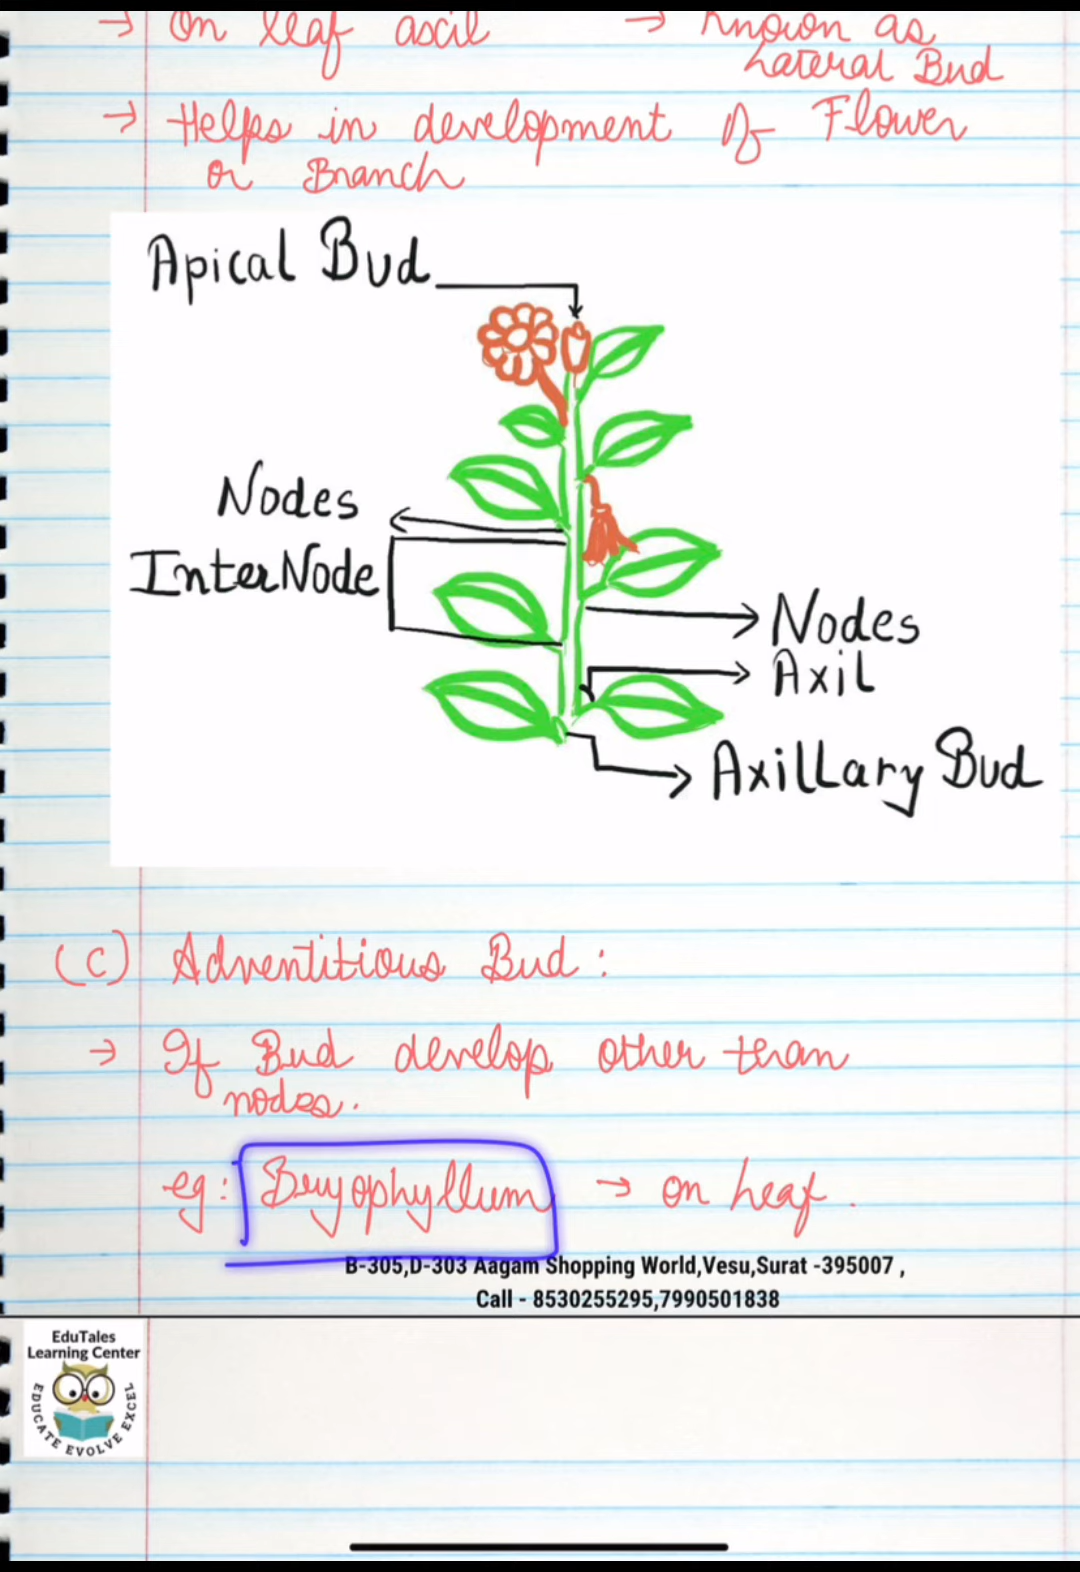 → On leaf axcil → Known as
Lateral Bud
→ Helps in development of Flower
or Branch
Apical Bud
Nodes
InterNode
Nodes
Axil
Axillary Bud
(C) Adventitious Bud :
→ If Bud develop other than
nodes.
eg: Bryophyllum → on Leaf.
B-305,D-303 Aagam Shopping World,Vesu,Surat -395007 ,
Call - 8530255295,7990501838
EduTales
Learning Center
EDUCATE EVOLVE EXCEL